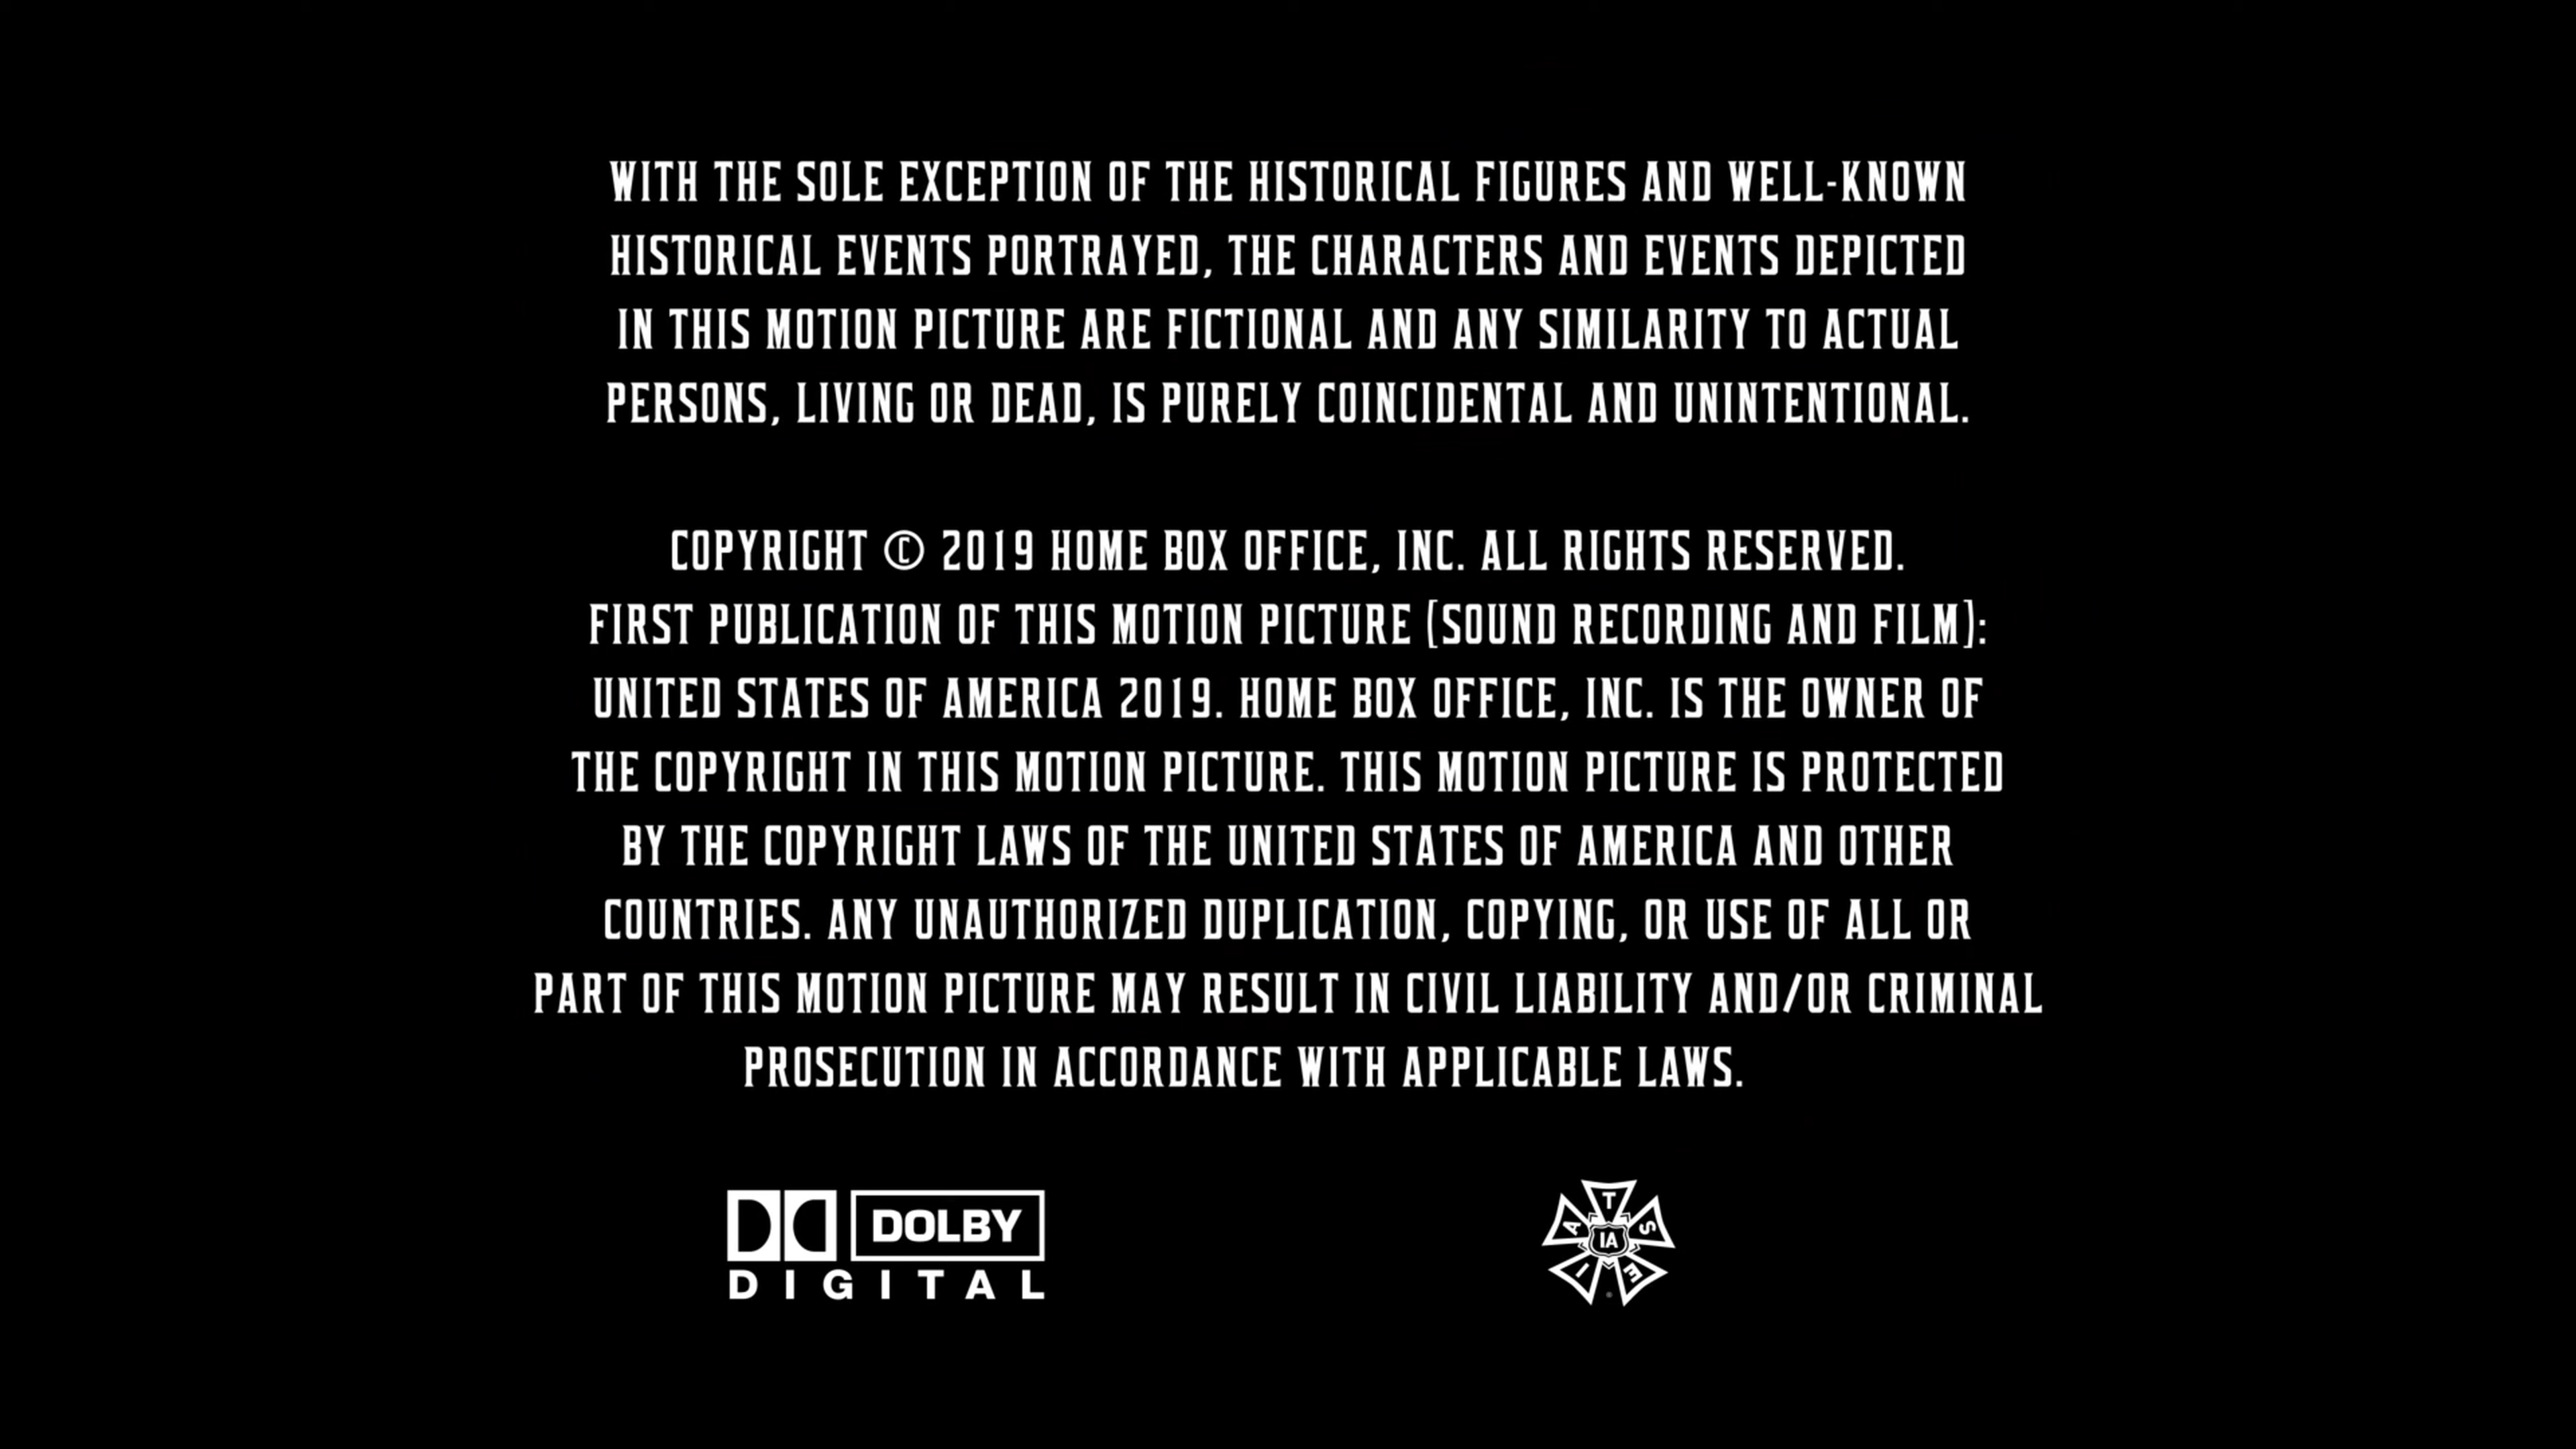 WITH THE SOLE EXCEPTION OF THE HISTORICAL FIGURES AND WELL-KNOWN
HISTORICAL EVENTS PORTRAYED, THE CHARACTERS AND EVENTS DEPICTED
IN THIS MOTION PICTURE ARE FICTIONAL AND ANY SIMILARITY TO ACTUAL
PERSONS, LIVING OR DEAD, IS PURELY COINCIDENTAL AND UNINTENTIONAL.
COPYRIGHT © 2019 HOME BOX OFFICE, INC. ALL RIGHTS RESERVED.
FIRST PUBLICATION OF THIS MOTION PICTURE (SOUND RECORDING AND FILM):
UNITED STATES OF AMERICA 2019. HOME BOX OFFICE, INC. IS THE OWNER OF
THE COPYRIGHT IN THIS MOTION PICTURE. THIS MOTION PICTURE IS PROTECTED
BY THE COPYRIGHT LAWS OF THE UNITED STATES OF AMERICA AND OTHER
COUNTRIES. ANY UNAUTHORIZED DUPLICATION, COPYING, OR USE OF ALL OR
PART OF THIS MOTION PICTURE MAY RESULT IN CIVIL LIABILITY AND/OR CRIMINAL
PROSECUTION IN ACCORDANCE WITH APPLICABLE LAWS.
DOLBY
DIGITAL
IATSE
IA